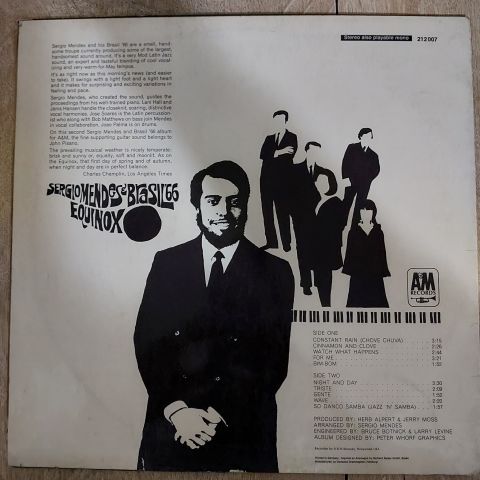 Stereo also playable mono 212 007
Sergio Mendes and his Brasil '66 are a small, hand-
some troupe currently producing some of the largest,
handsomest sound around. It's a very Mod Latin Jazz
sound, an expert and tasteful blending of cool vocal-
izing and very-warm-for-May tempos.
It's as right now as this morning's news (and easier
to take). It swings with a light foot and a light heart
and it makes for surprising and exciting variations in
feeling and pace.
Sergio Mendes, who created the sound, guides the
proceedings from his well-trained piano. Lani Hall and
Janis Hansen handle the closeknit, soaring, distinctive
vocal harmonies. Jose Soares is the Latin percussion-
ist who along with Bob Matthews on bass join Mendes
in vocal collaboration. Joao Palma is on drums.
On this second Sergio Mendes and Brasil '66 album
for A&M, the fine supporting guitar sound belongs to
John Pisano.
The prevailing musical weather is nicely temperate:
brisk and sunny or, equally, soft and moonlit. As on
the Equinox, that first day of spring and of autumn,
when night and day are in perfect balance.
Charles Champlin, Los Angeles Times
SERGIO MENDES & BRASIL 66
EQUINOX
A&M
RECORDS
SIDE ONE
CONSTANT RAIN (CHOVE CHUVA) 3:15
CINNAMON AND CLOVE 2:26
WATCH WHAT HAPPENS 2:44
FOR ME 3:21
BIM-BOM 1:52
SIDE TWO
NIGHT AND DAY 3:30
TRISTE 2:09
GENTE 1:52
WAVE 2:20
SO DANCO SAMBA (JAZZ 'N' SAMBA) 1:57
PRODUCED BY: HERB ALPERT & JERRY MOSS
ARRANGED BY: SERGIO MENDES
ENGINEERED BY: BRUCE BOTNICK & LARRY LEVINE
ALBUM DESIGNED BY: PETER WHORF GRAPHICS